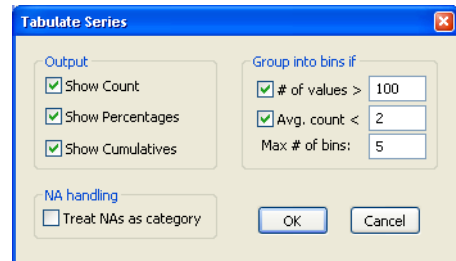 Tabulate Series
Output
Show Count
Show Percentages
Show Cumulatives
Group into bins if
# of values > 100
Avg. count < 2
Max # of bins: 5
NA handling
Treat NAs as category
OK
Cancel